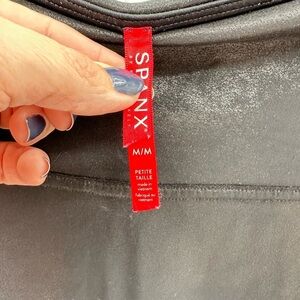 SPANX
M/M
PETITE
TAILLE
made in
vietnam
fabriqué au
vietnam